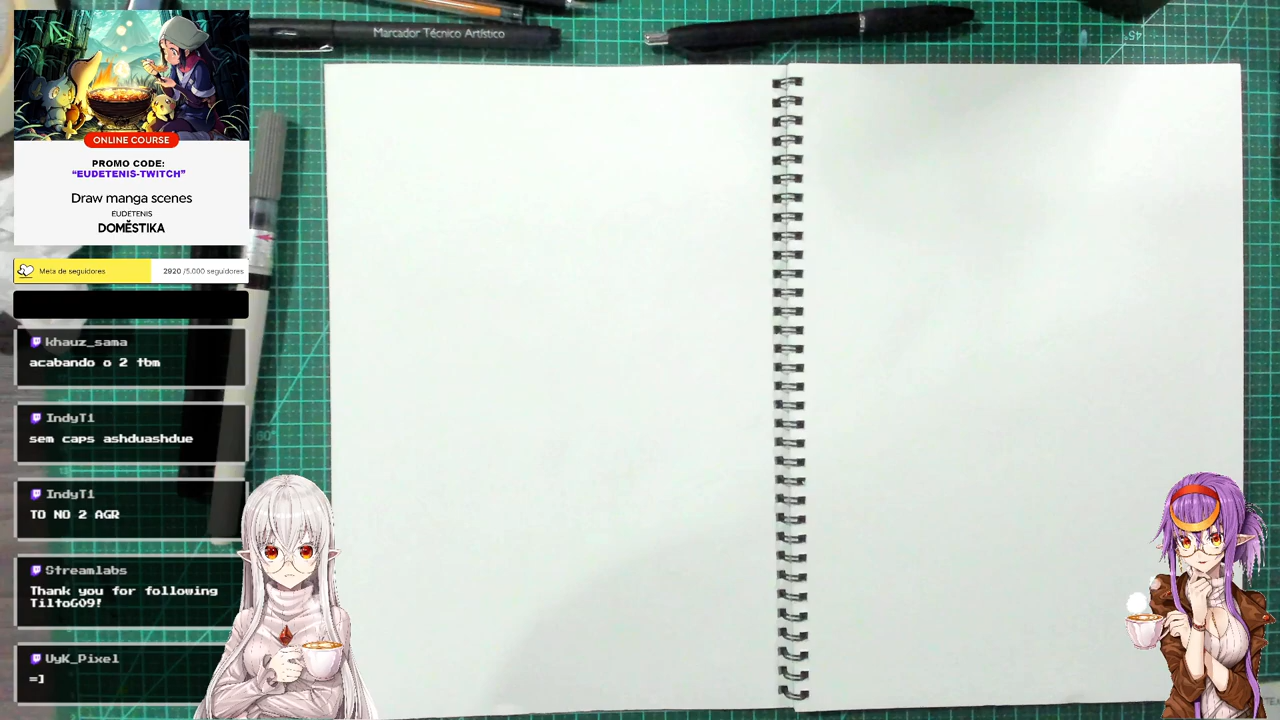 Marcador Técnico Artístico
45°
ONLINE COURSE
PROMO CODE:
“EUDETENIS-TWITCH”
Draw manga scenes
EUDETENIS
DOMESTIKA
Meta de seguidores
2920 /5.000 seguidores
khauz_sama
acabando o 2 tbm
IndyT1
sem caps ashduashdue
60°
IndyT1
TO NO 2 AGR
Streamlabs
Thank you for following
TiltoG09!
UyK_Pixel
=]